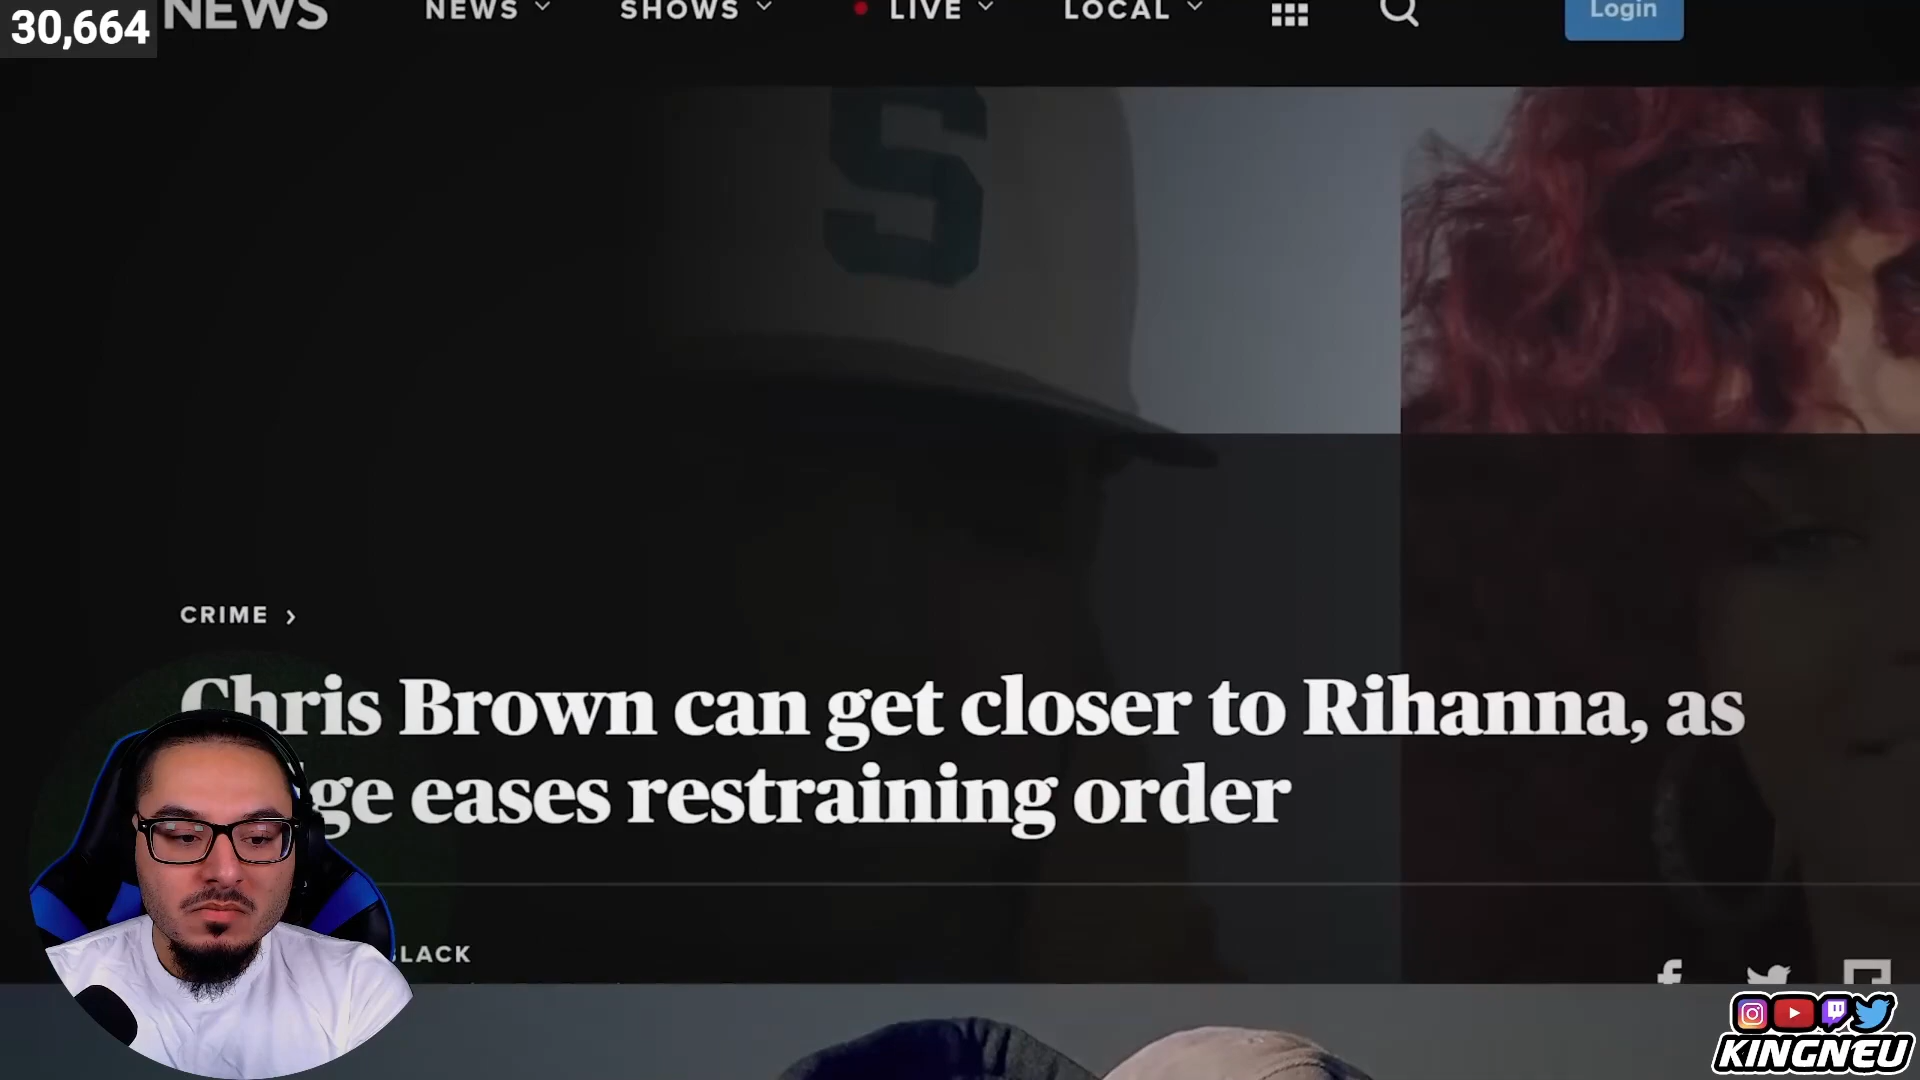 30,664
NEWS
NEWS
SHOWS
LIVE
LOCAL
Login
S
CRIME
Chris Brown can get closer to Rihanna, as
ge eases restraining order
LACK
KINGNEU